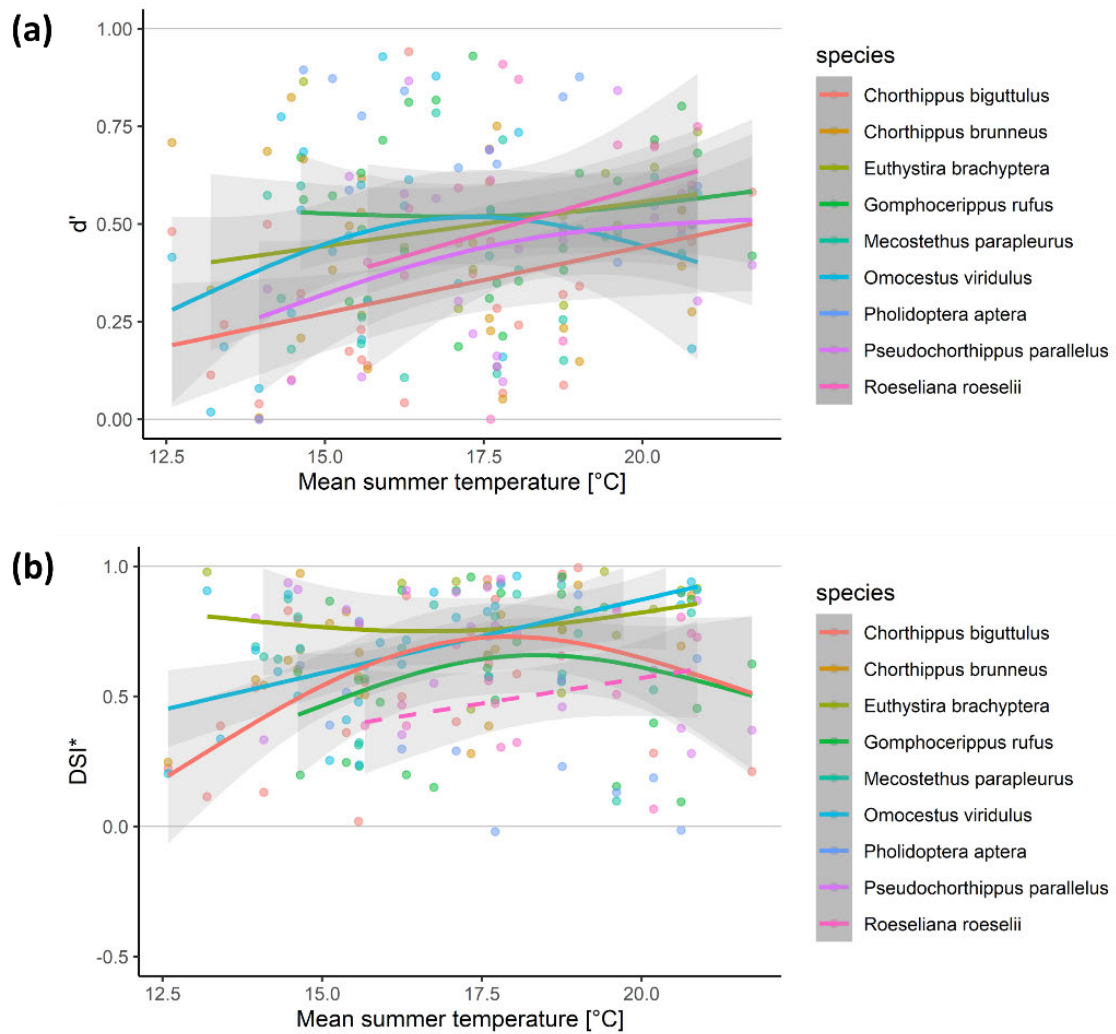 (a)
1.00
0.75
0.50
0.25
0.00
d'
12.5 15.0 17.5 20.0
Mean summer temperature [°C]
species
Chorthippus biguttulus
Chorthippus brunneus
Euthystira brachyptera
Gomphocerippus rufus
Mecostethus parapleurus
Omocestus viridulus
Pholidoptera aptera
Pseudochorthippus parallelus
Roeseliana roeselii
(b)
1.0
0.5
0.0
-0.5
DSI*
12.5 15.0 17.5 20.0
Mean summer temperature [°C]
species
Chorthippus biguttulus
Chorthippus brunneus
Euthystira brachyptera
Gomphocerippus rufus
Mecostethus parapleurus
Omocestus viridulus
Pholidoptera aptera
Pseudochorthippus parallelus
Roeseliana roeselii